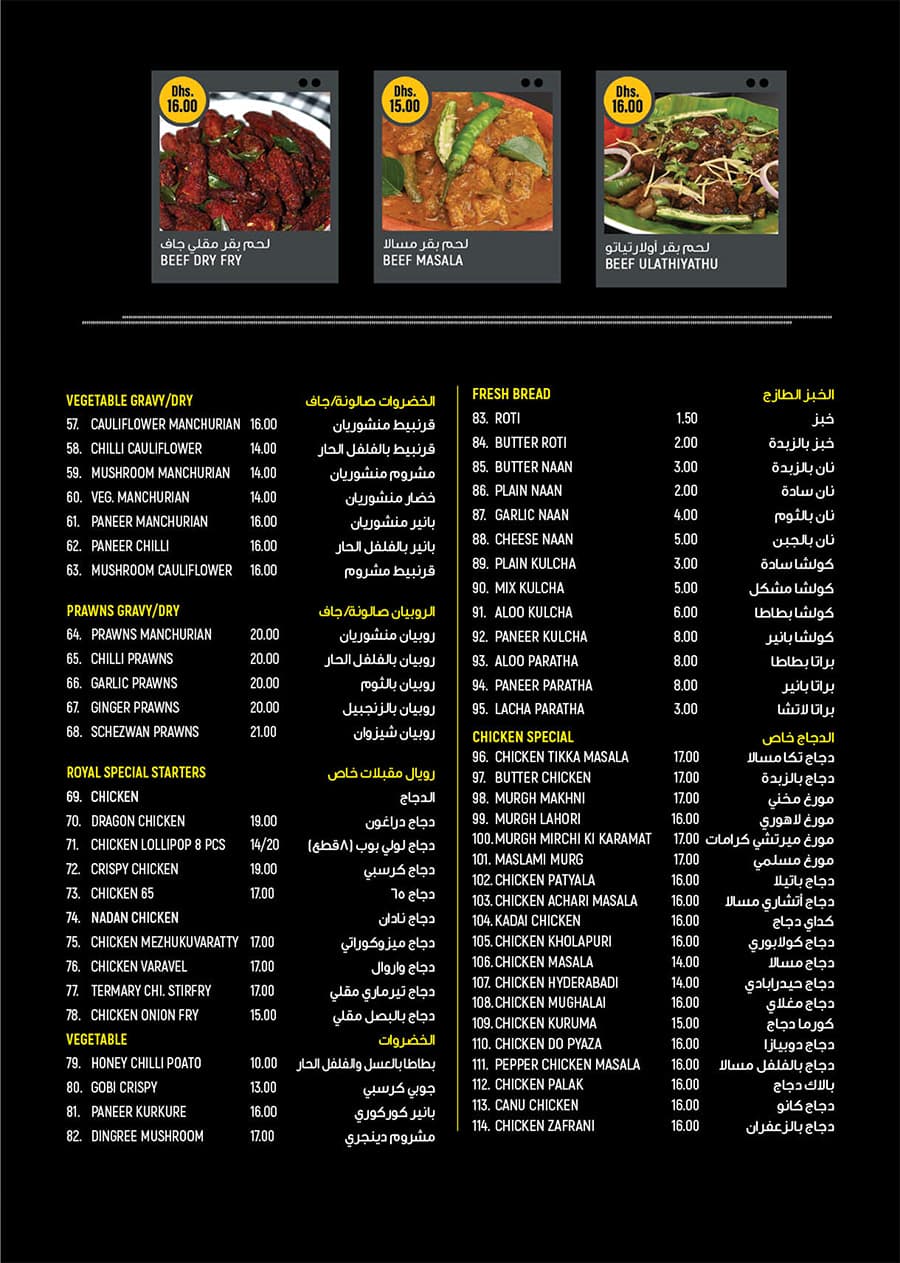 Dhs.
16.00
لحم بقر مقلي جاف
BEEF DRY FRY
Dhs.
15.00
لحم بقر مسالا
BEEF MASALA
Dhs.
16.00
لحم بقر أولارتياتو
BEEF ULATHIYATHU
VEGETABLE GRAVY/DRY الخضروات صالونة/جاف
57. CAULIFLOWER MANCHURIAN 16.00 قرنبيط منشوريان
58. CHILLI CAULIFLOWER 14.00 قرنبيط بالفلفل الحار
59. MUSHROOM MANCHURIAN 14.00 مشروم منشوريان
60. VEG. MANCHURIAN 14.00 خضار منشوريان
61. PANEER MANCHURIAN 16.00 بانير منشوريان
62. PANEER CHILLI 16.00 بانير بالفلفل الحار
63. MUSHROOM CAULIFLOWER 16.00 قرنبيط مشروم
PRAWNS GRAVY/DRY الروبيان صالونة/جاف
64. PRAWNS MANCHURIAN 20.00 روبيان منشوريان
65. CHILLI PRAWNS 20.00 روبيان بالفلفل الحار
66. GARLIC PRAWNS 20.00 روبيان بالثوم
67. GINGER PRAWNS 20.00 روبيان بالزنجبيل
68. SCHEZWAN PRAWNS 21.00 روبيان شيزوان
ROYAL SPECIAL STARTERS رويال مقبلات خاص
69. CHICKEN الدجاج
70. DRAGON CHICKEN 19.00 دجاج دراغون
71. CHICKEN LOLLIPOP 8 PCS 14/20 دجاج لولي بوب (٨قطع)
72. CRISPY CHICKEN 19.00 دجاج كرسبي
73. CHICKEN 65 17.00 دجاج ٦٥
74. NADAN CHICKEN دجاج نادان
75. CHICKEN MEZHUKUVARATTY 17.00 دجاج ميزوكوراتي
76. CHICKEN VARAVEL 17.00 دجاج واروال
77. TERMARY CHI. STIRFRY 17.00 دجاج تيرماري مقلي
78. CHICKEN ONION FRY 15.00 دجاج بالبصل مقلي
VEGETABLE الخضروات
79. HONEY CHILLI POATO 10.00 بطاطا بالعسل والفلفل الحار
80. GOBI CRISPY 13.00 جوبي كرسبي
81. PANEER KURKURE 16.00 بانير كوركوري
82. DINGREE MUSHROOM 17.00 مشروم دينجري
FRESH BREAD الخبز الطازج
83. ROTI 1.50 خبز
84. BUTTER ROTI 2.00 خبز بالزبدة
85. BUTTER NAAN 3.00 نان بالزبدة
86. PLAIN NAAN 2.00 نان سادة
87. GARLIC NAAN 4.00 نان بالثوم
88. CHEESE NAAN 5.00 نان بالجبن
89. PLAIN KULCHA 3.00 كولشا سادة
90. MIX KULCHA 5.00 كولشا مشكل
91. ALOO KULCHA 6.00 كولشا بطاطا
92. PANEER KULCHA 8.00 كولشا بانير
93. ALOO PARATHA 8.00 براتا بطاطا
94. PANEER PARATHA 8.00 براتا بانير
95. LACHA PARATHA 3.00 براتا لاتشا
CHICKEN SPECIAL الدجاج خاص
96. CHICKEN TIKKA MASALA 17.00 دجاج تكا مسالا
97. BUTTER CHICKEN 17.00 دجاج بالزبدة
98. MURGH MAKHNI 17.00 مورغ مخني
99. MURGH LAHORI 16.00 مورغ لاهوري
100. MURGH MIRCHI KI KARAMAT 17.00 مورغ ميرتشي كرامات
101. MASLAMI MURG 17.00 مورغ مسلمي
102. CHICKEN PATYALA 16.00 دجاج باتيلا
103. CHICKEN ACHARI MASALA 16.00 دجاج أتشاري مسالا
104. KADAI CHICKEN 16.00 كداي دجاج
105. CHICKEN KHOLAPURI 16.00 دجاج كولابوري
106. CHICKEN MASALA 14.00 دجاج مسالا
107. CHICKEN HYDERABADI 14.00 دجاج حيدرابادي
108. CHICKEN MUGHALAI 16.00 دجاج مغلاي
109. CHICKEN KURUMA 15.00 كورما دجاج
110. CHICKEN DO PYAZA 16.00 دجاج دوبيازا
111. PEPPER CHICKEN MASALA 16.00 دجاج بالفلفل مسالا
112. CHICKEN PALAK 16.00 بالاك دجاج
113. CANU CHICKEN 16.00 دجاج كانو
114. CHICKEN ZAFRANI 16.00 دجاج بالزعفران